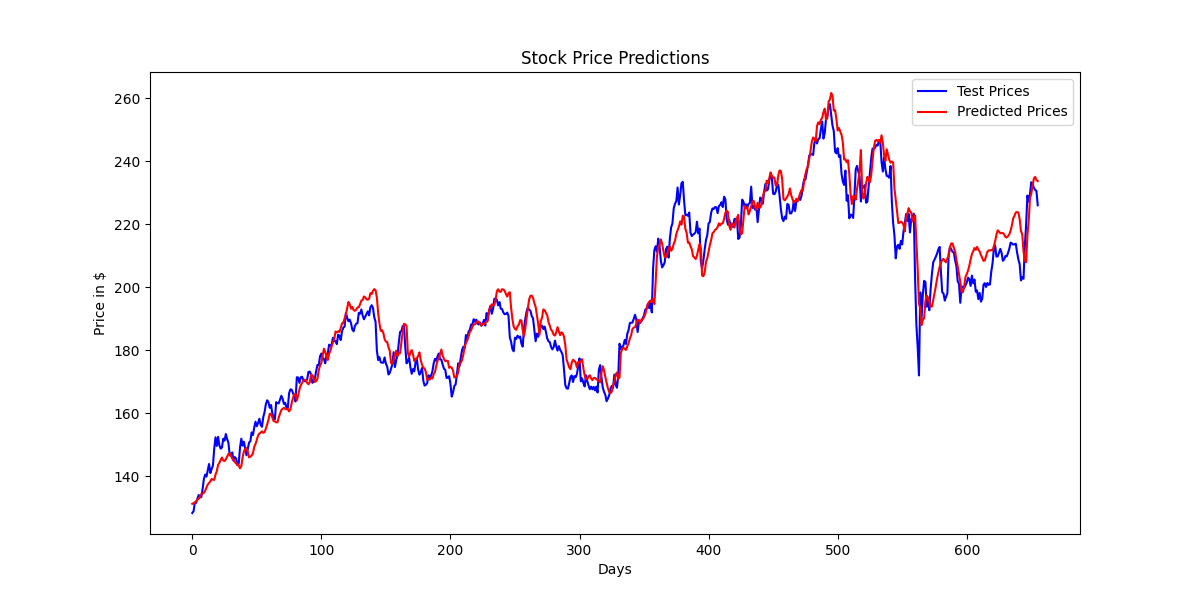 Stock Price Predictions
Test Prices
Predicted Prices
Price in $
260
240
220
200
180
160
140
0 100 200 300 400 500 600
Days